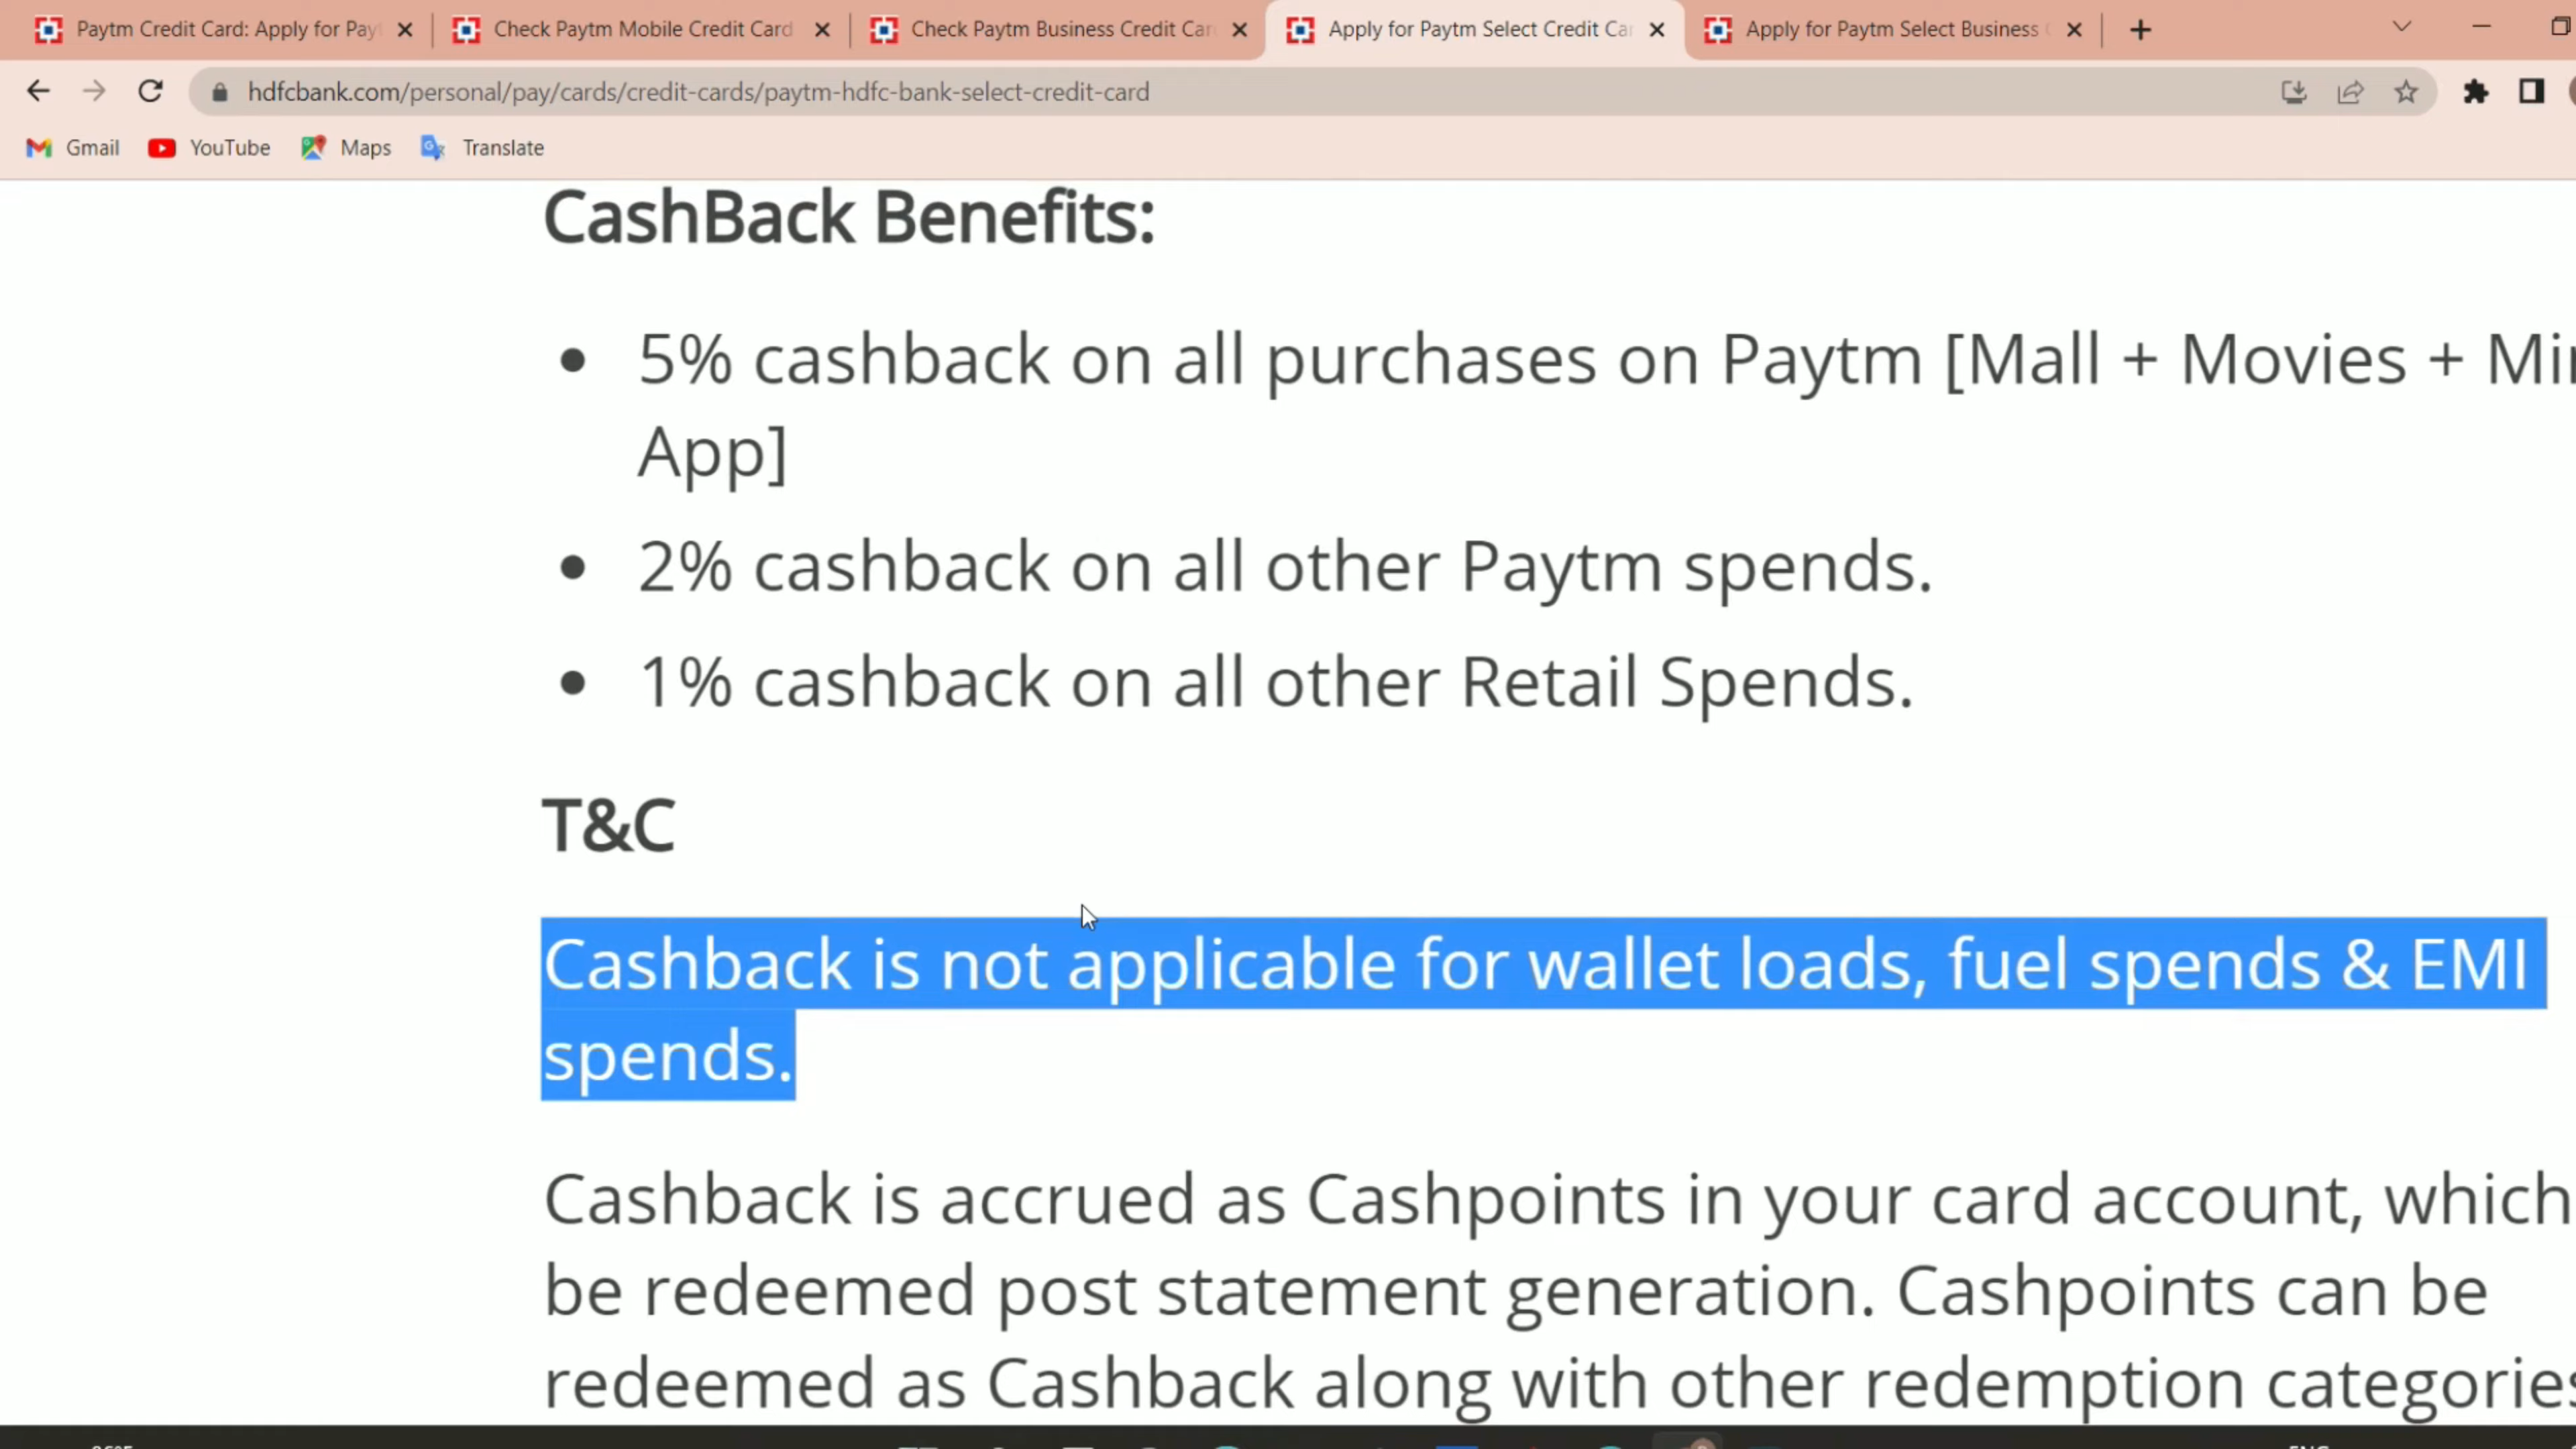 Paytm Credit Card: Apply for Pay
Check Paytm Mobile Credit Card
Check Paytm Business Credit Car
Apply for Paytm Select Credit Car
Apply for Paytm Select Business
hdfcbank.com/personal/pay/cards/credit-cards/paytm-hdfc-bank-select-credit-card
Gmail
YouTube
Maps
Translate
CashBack Benefits:
5% cashback on all purchases on Paytm [Mall + Movies +
App]
2% cashback on all other Paytm spends.
1% cashback on all other Retail Spends.
T&C
Cashback is not applicable for wallet loads, fuel spends & EMI
spends.
Cashback is accrued as Cashpoints in your card account, which
be redeemed post statement generation. Cashpoints can be
redeemed as Cashback along with other redemption categories